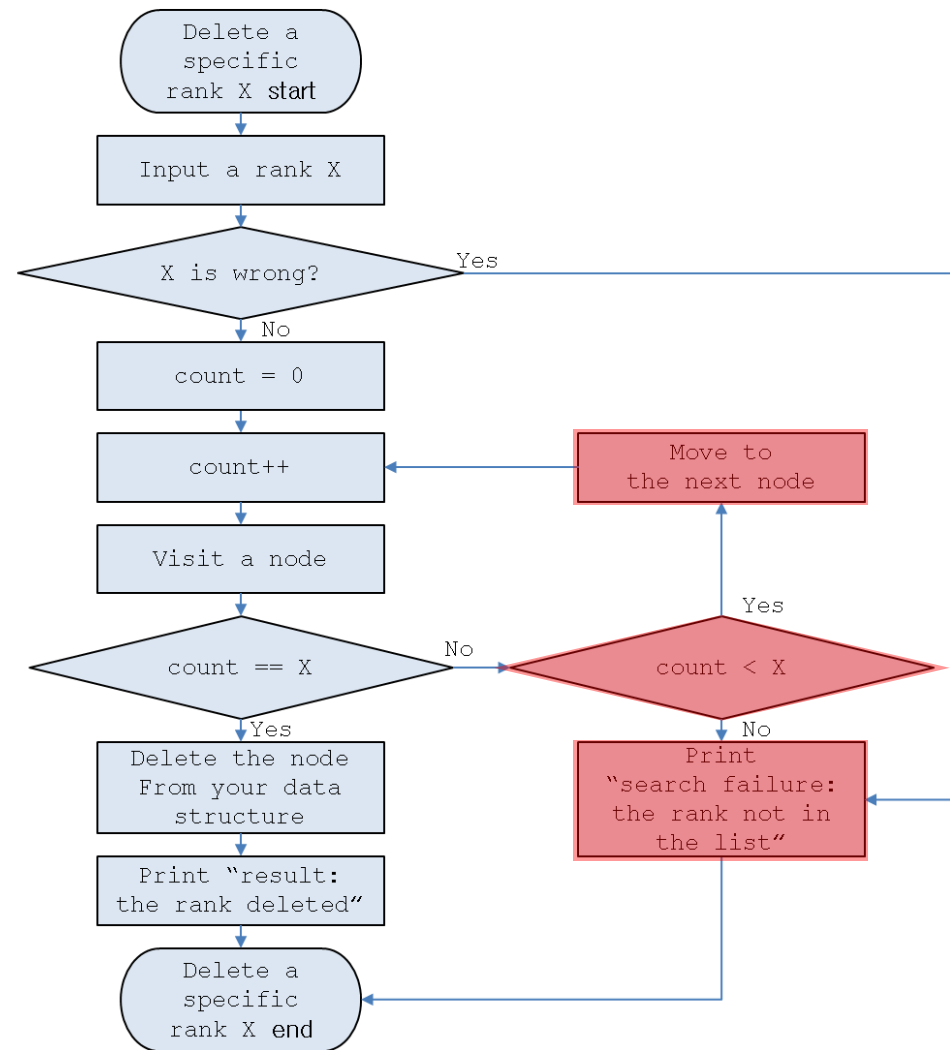 Delete a
specific
rank X start
Input a rank X
X is wrong?
Yes
No
count = 0
count++
Move to
the next node
Visit a node
Yes
count == X
No
count < X
Yes
No
Delete the node
From your data
structure
Print
“search failure:
the rank not in
the list”
Print “result:
the rank deleted”
Delete a
specific
rank X end